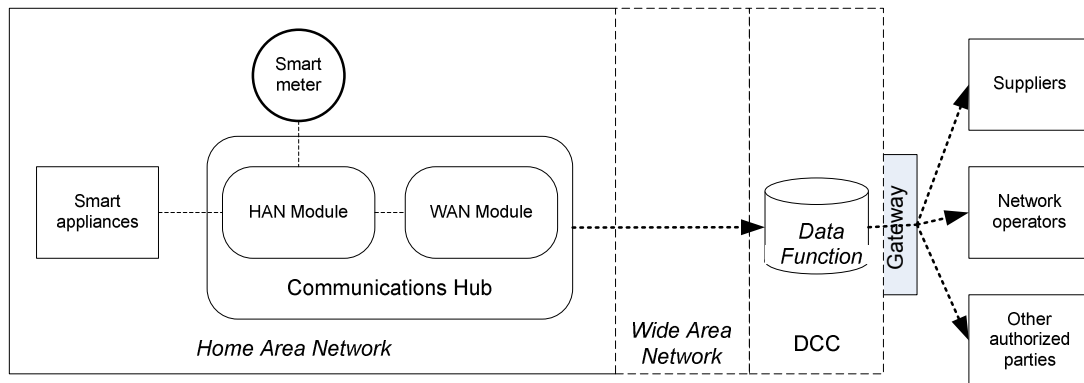 Smart
meter
Smart
appliances
HAN Module
WAN Module
Communications Hub
Home Area Network
Wide Area
Network
Data
Function
DCC
Gateway
Suppliers
Network
operators
Other
authorized
parties